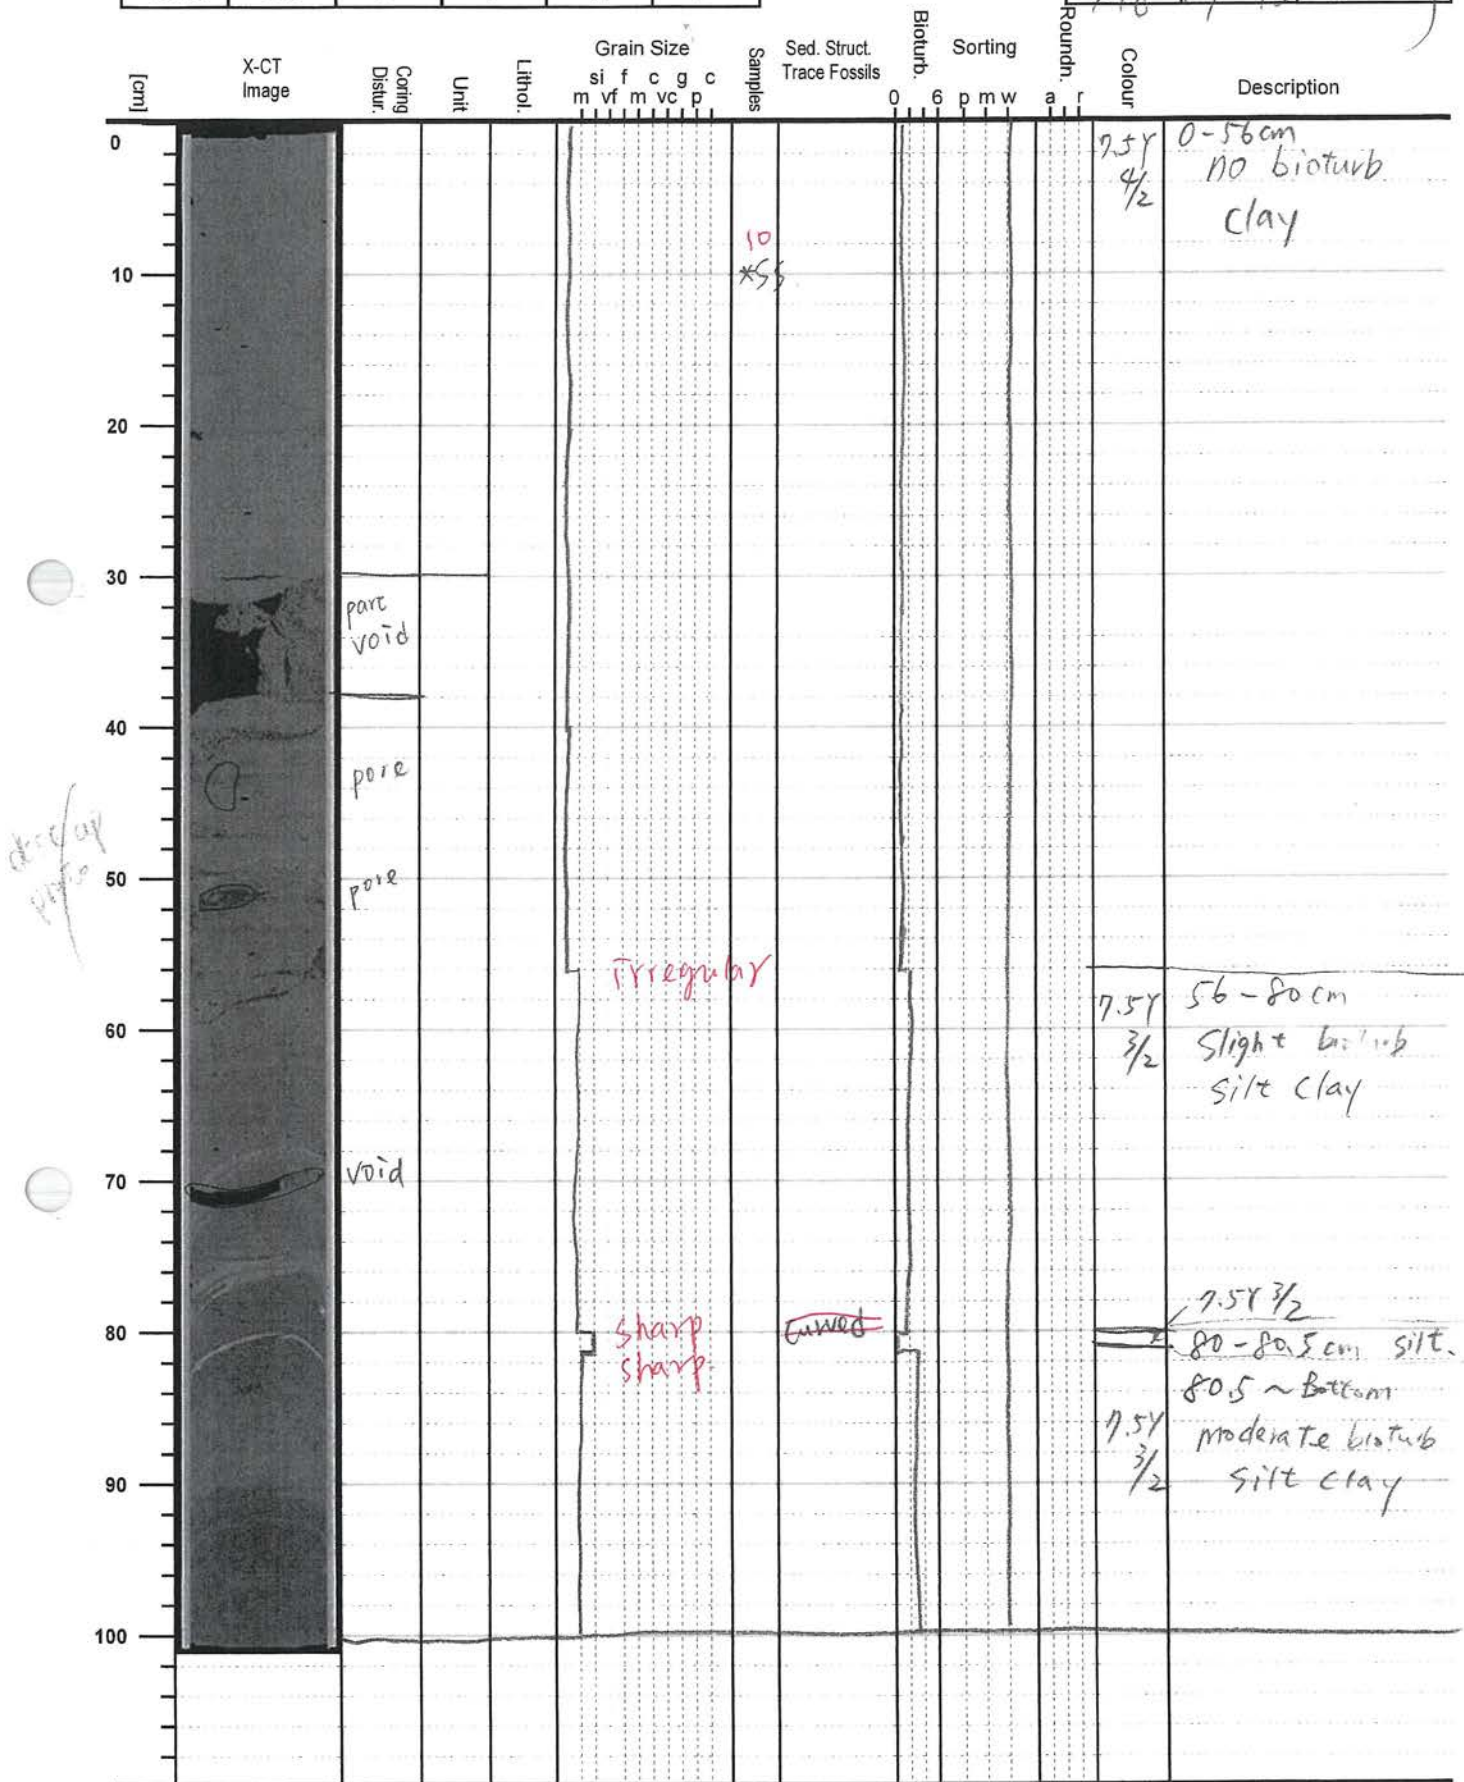 [cm]
X-CT
Image
Coring
Distur.
Unit
Lithol.
Grain Size
si f c g c
m vf m vc p
Samples
Sed. Struct.
Trace Fossils
Bioturb.
0 6
Sorting
p m w
Roundn.
a r
Colour
Description
0
7.5Y
4/2
0-56cm
no bioturb
clay
10
*SS
10
20
30
part
void
40
pore
50
pore
irregular
7.5Y
3/2
56-80cm
Slight bioturb
silt clay
60
70
void
7.5Y 3/2
80
sharp
sharp.
curved
80-80.5cm silt.
80.5 ~ Bottom
7.5Y
3/2
moderate bioturb
silt clay
90
100